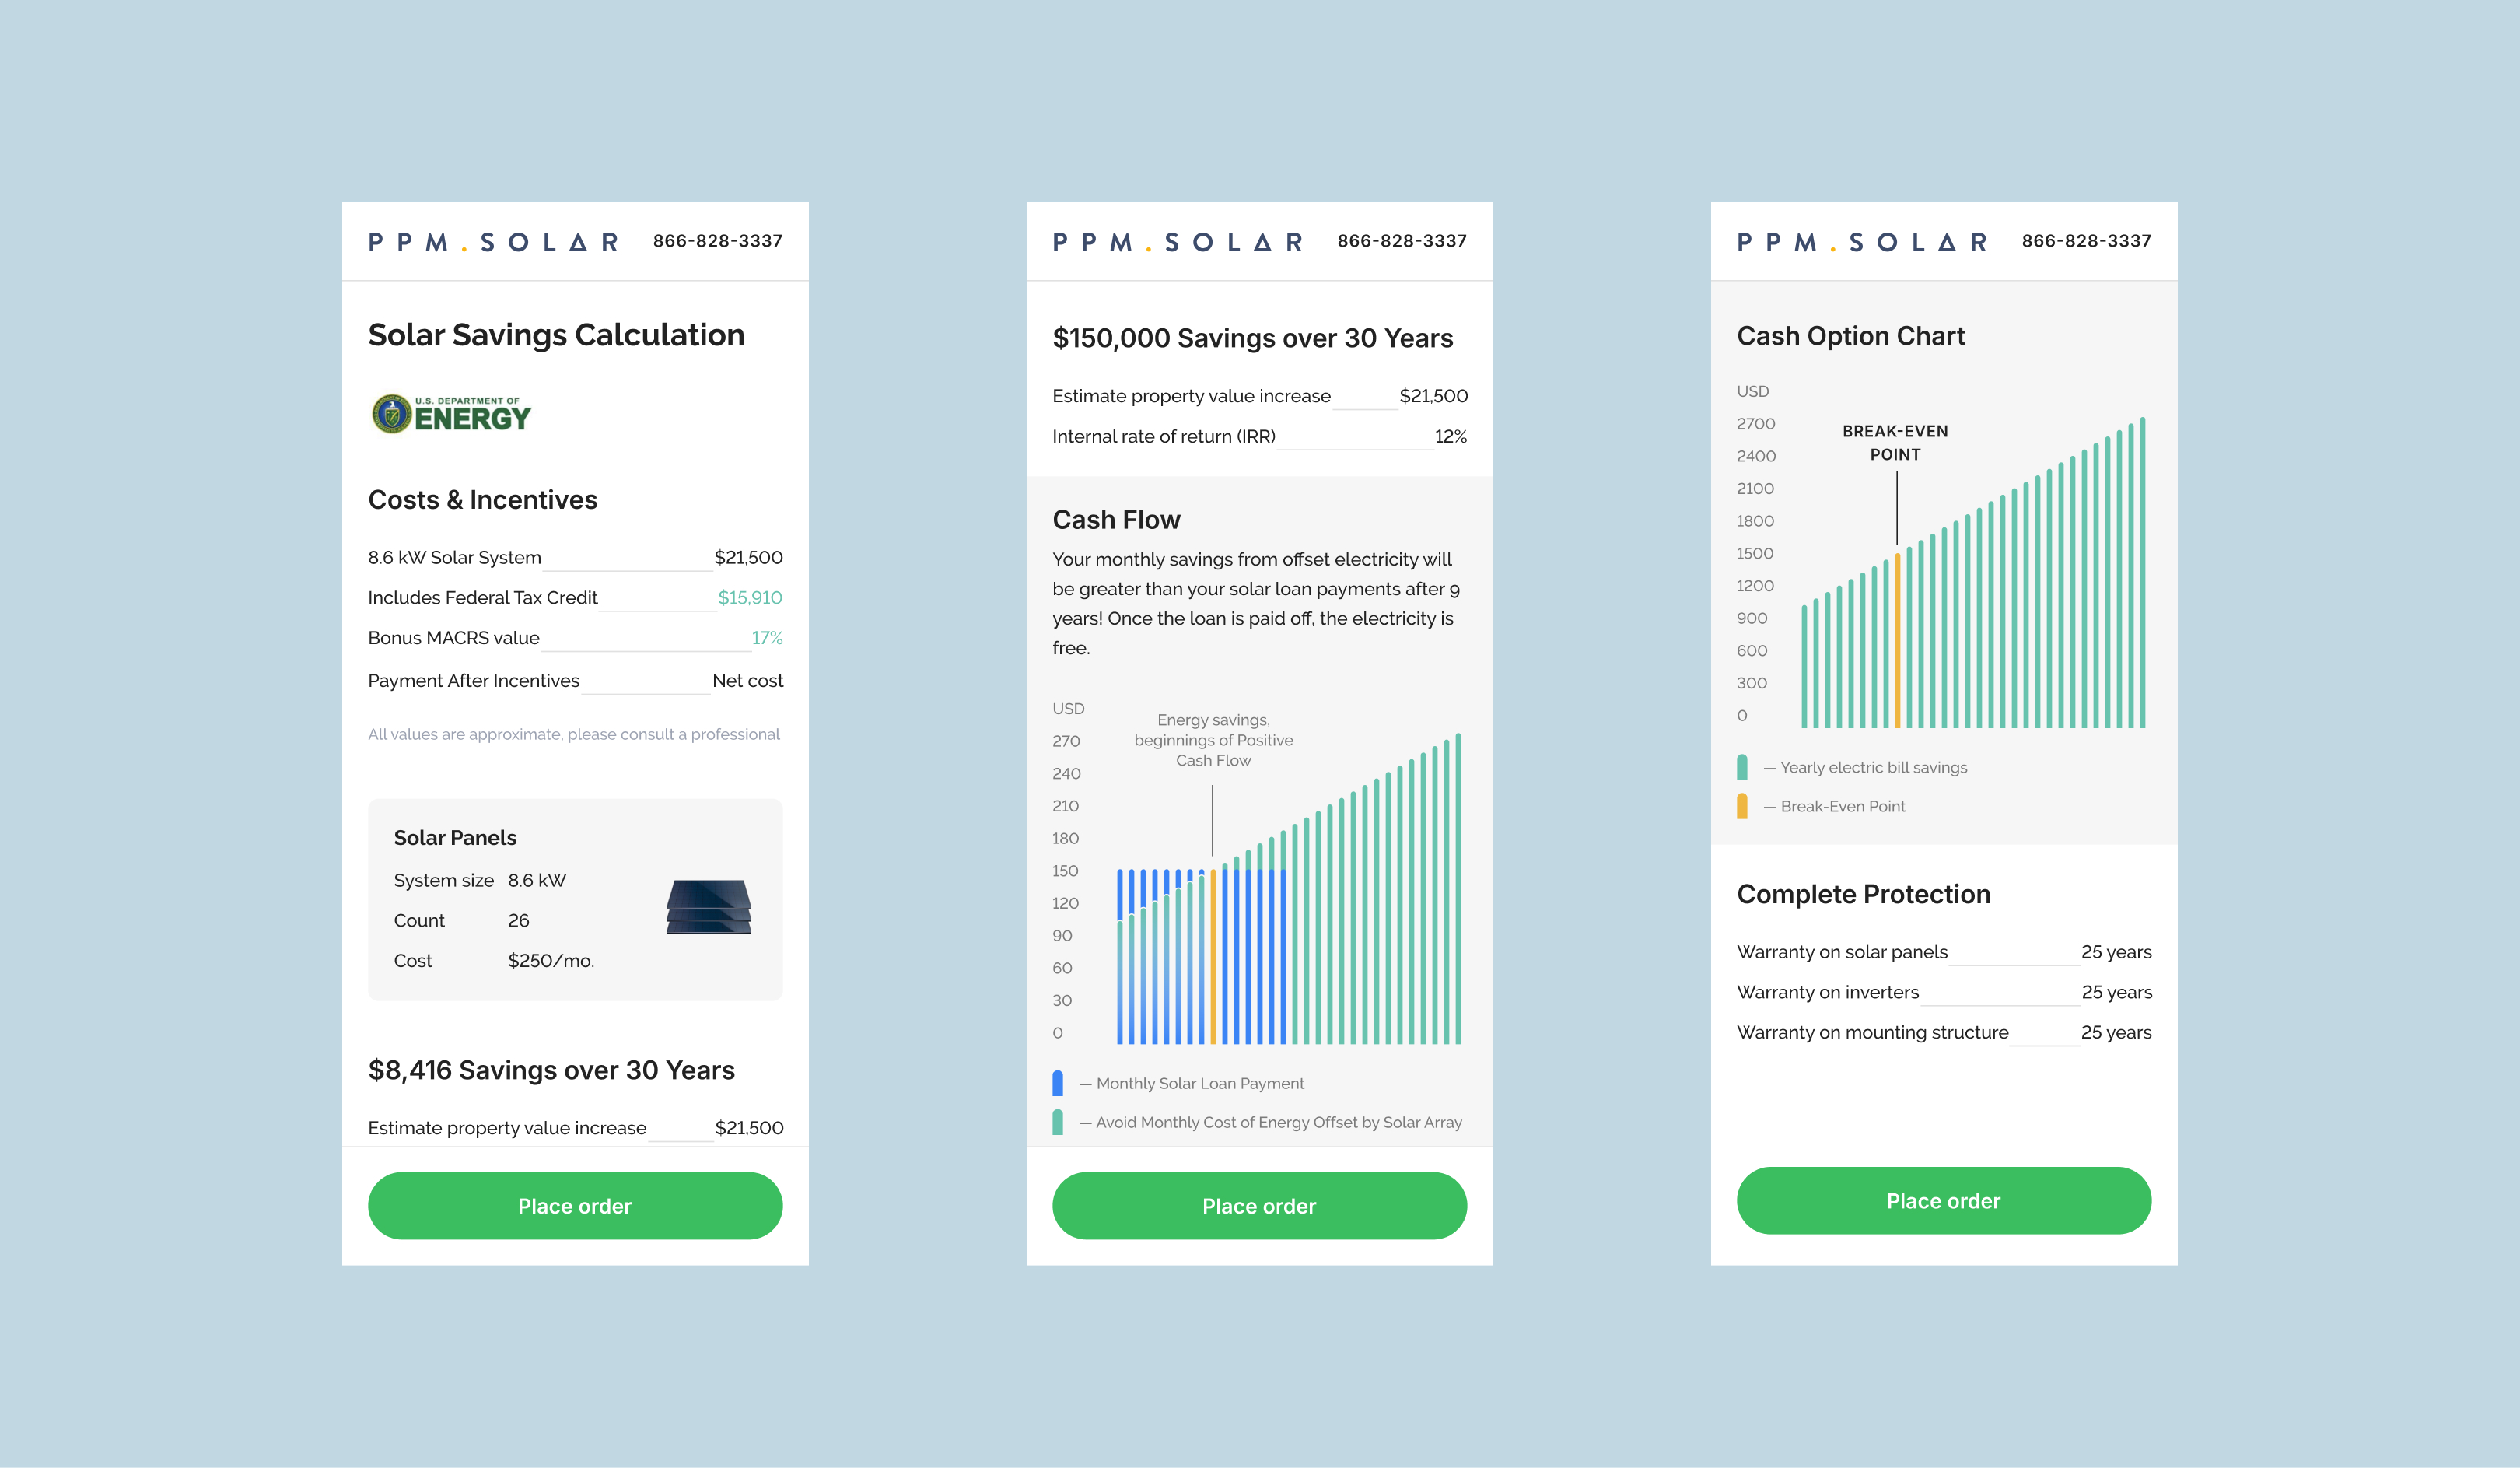 PPM.SOLAR 866-828-3337
Solar Savings Calculation
U.S. DEPARTMENT OF
ENERGY
Costs & Incentives
8.6 kW Solar System $21,500
Includes Federal Tax Credit $15,910
Bonus MACRS value 17%
Payment After Incentives Net cost
All values are approximate, please consult a professional
Solar Panels
System size 8.6 kW
Count 26
Cost $250/mo.
$8,416 Savings over 30 Years
Estimate property value increase $21,500
Place order
PPM.SOLAR 866-828-3337
$150,000 Savings over 30 Years
Estimate property value increase $21,500
Internal rate of return (IRR) 12%
Cash Flow
Your monthly savings from offset electricity will
be greater than your solar loan payments after 9
years! Once the loan is paid off, the electricity is
free.
USD
Energy savings,
beginnings of Positive
Cash Flow
270
240
210
180
150
120
90
60
30
0
— Monthly Solar Loan Payment
— Avoid Monthly Cost of Energy Offset by Solar Array
Place order
PPM.SOLAR 866-828-3337
Cash Option Chart
USD
BREAK-EVEN
POINT
2700
2400
2100
1800
1500
1200
900
600
300
0
— Yearly electric bill savings
— Break-Even Point
Complete Protection
Warranty on solar panels 25 years
Warranty on inverters 25 years
Warranty on mounting structure 25 years
Place order